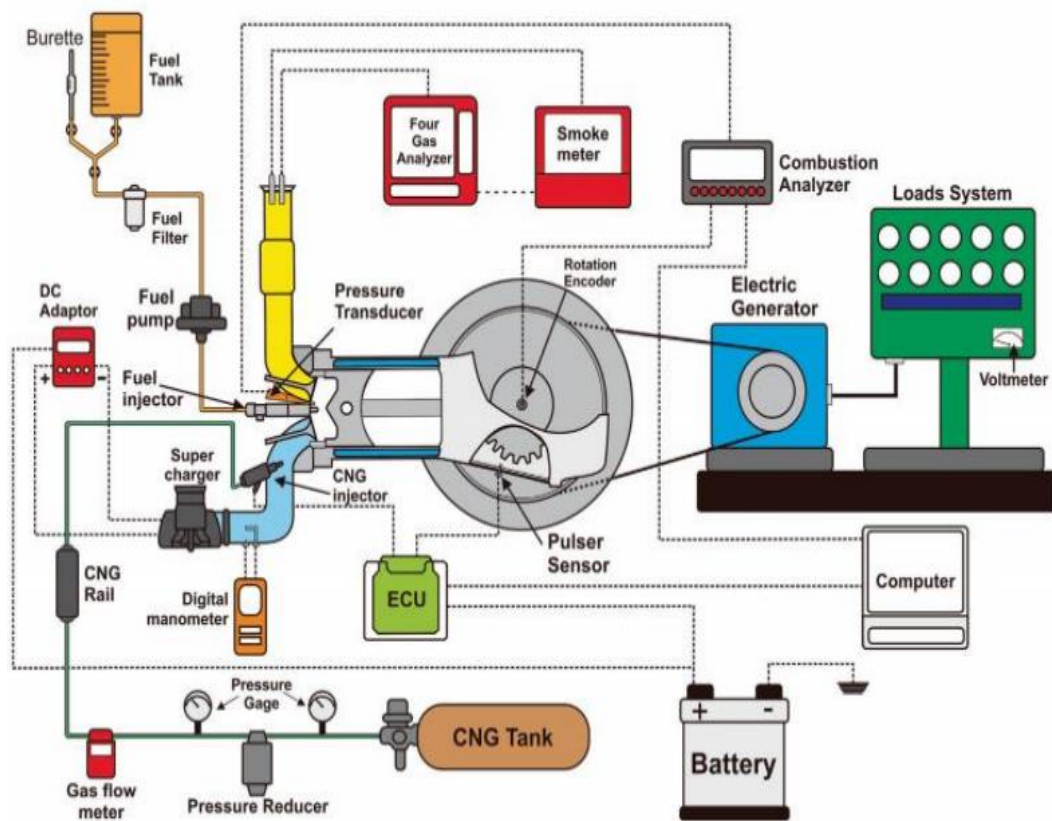 Burette
Fuel
Tank
Four
Gas
Analyzer
Smoke
meter
Combustion
Analyzer
Loads System
Fuel
Filter
Rotation
Encoder
DC
Adaptor
Fuel
pump
Pressure
Transducer
Electric
Generator
Voltmeter
+
-
Fuel
injector
Super
charger
CNG
injector
Pulser
Sensor
CNG
Rail
Digital
manometer
ECU
Computer
Pressure
Gage
CNG Tank
+
-
Battery
Gas flow
meter
Pressure Reducer